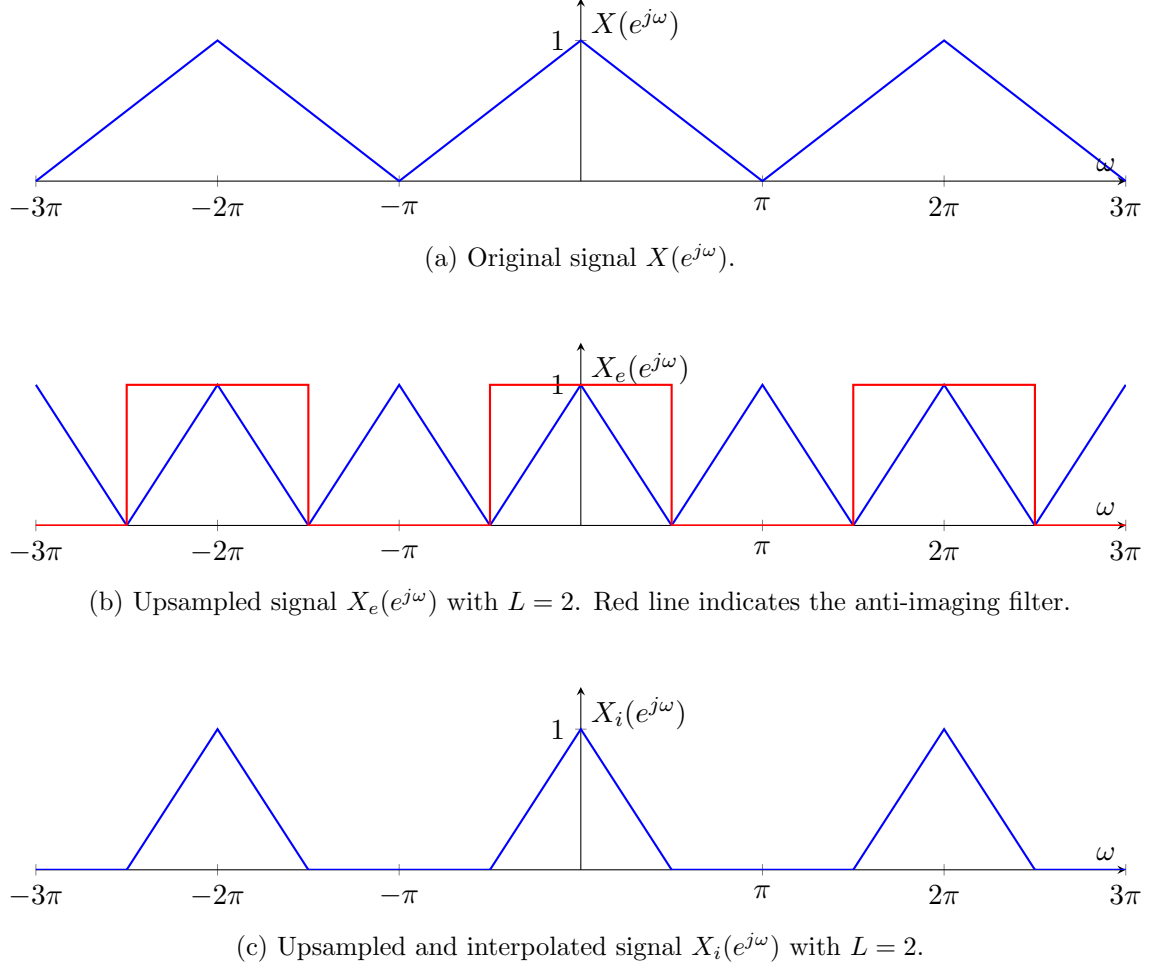 X(e^{jω})
1
ω
−3π −2π −π π 2π 3π
(a) Original signal X(e^{jω}).
X_e(e^{jω})
1
ω
−3π −2π −π π 2π 3π
(b) Upsampled signal X_e(e^{jω}) with L = 2. Red line indicates the anti-imaging filter.
X_i(e^{jω})
1
ω
−3π −2π −π π 2π 3π
(c) Upsampled and interpolated signal X_i(e^{jω}) with L = 2.